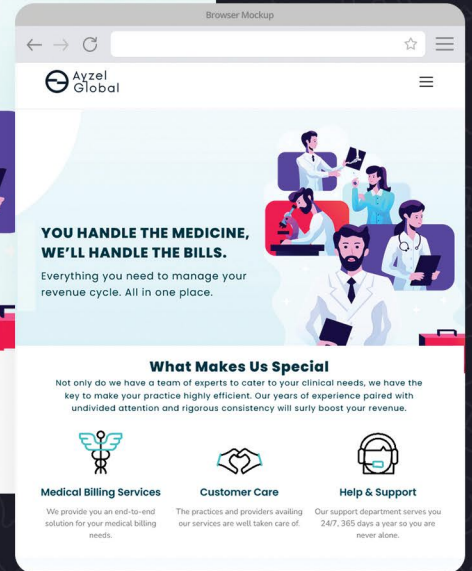 Browser Mockup
Ayzel
Global
YOU HANDLE THE MEDICINE,
WE'LL HANDLE THE BILLS.
Everything you need to manage your
revenue cycle. All in one place.
What Makes Us Special
Not only do we have a team of experts to cater to your clinical needs, we have the
key to make your practice highly efficient. Our years of experience paired with
undivided attention and rigorous consistency will surly boost your revenue.
Medical Billing Services
We provide you an end-to-end
solution for your medical billing
needs.
Customer Care
The practices and providers availing
our services are well taken care of.
Help & Support
Our support department serves you
24/7, 365 days a year so you are
never alone.